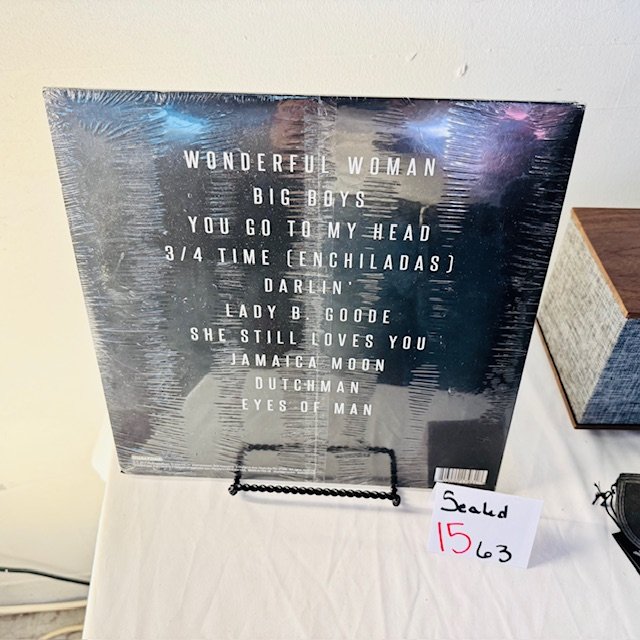 WONDERFUL WOMAN
BIG BOYS
YOU GO TO MY HEAD
3/4 TIME (ENCHILADAS)
DARLIN'
LADY B. GOODE
SHE STILL LOVES YOU
JAMAICA MOON
DUTCHMAN
EYES OF MAN
Sealed
15 63